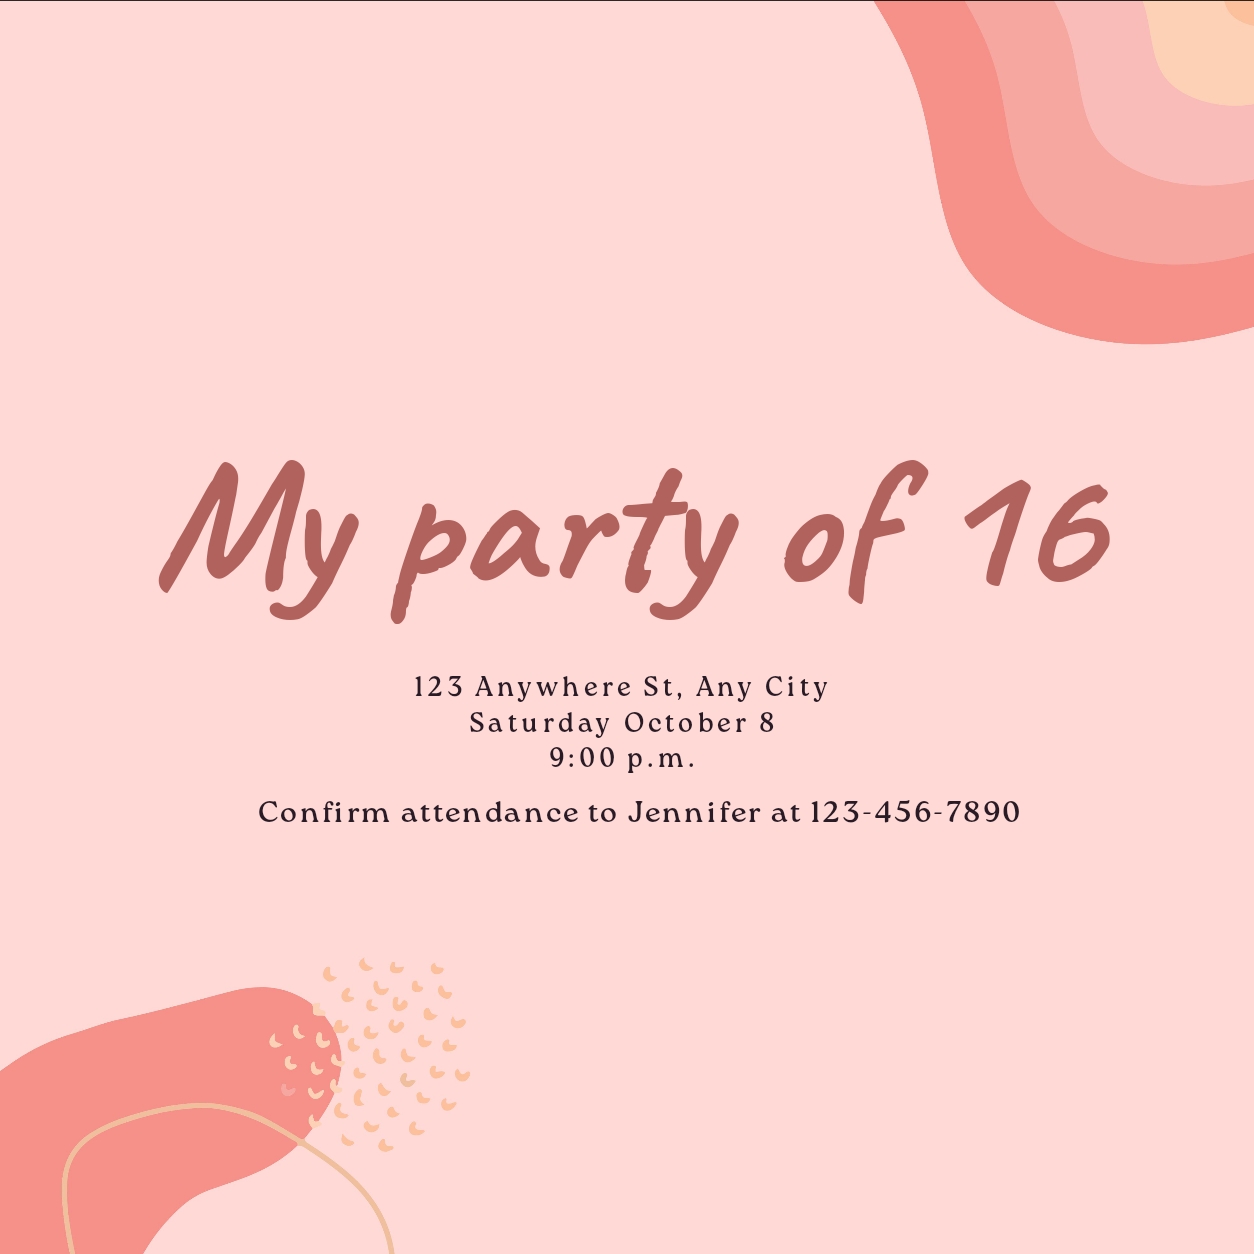 My party of 16
123 Anywhere St, Any City
Saturday October 8
9:00 p.m.
Confirm attendance to Jennifer at 123-456-7890